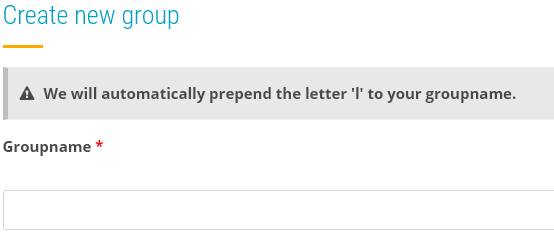 Create new group
We will automatically prepend the letter 'l' to your groupname.
Groupname *